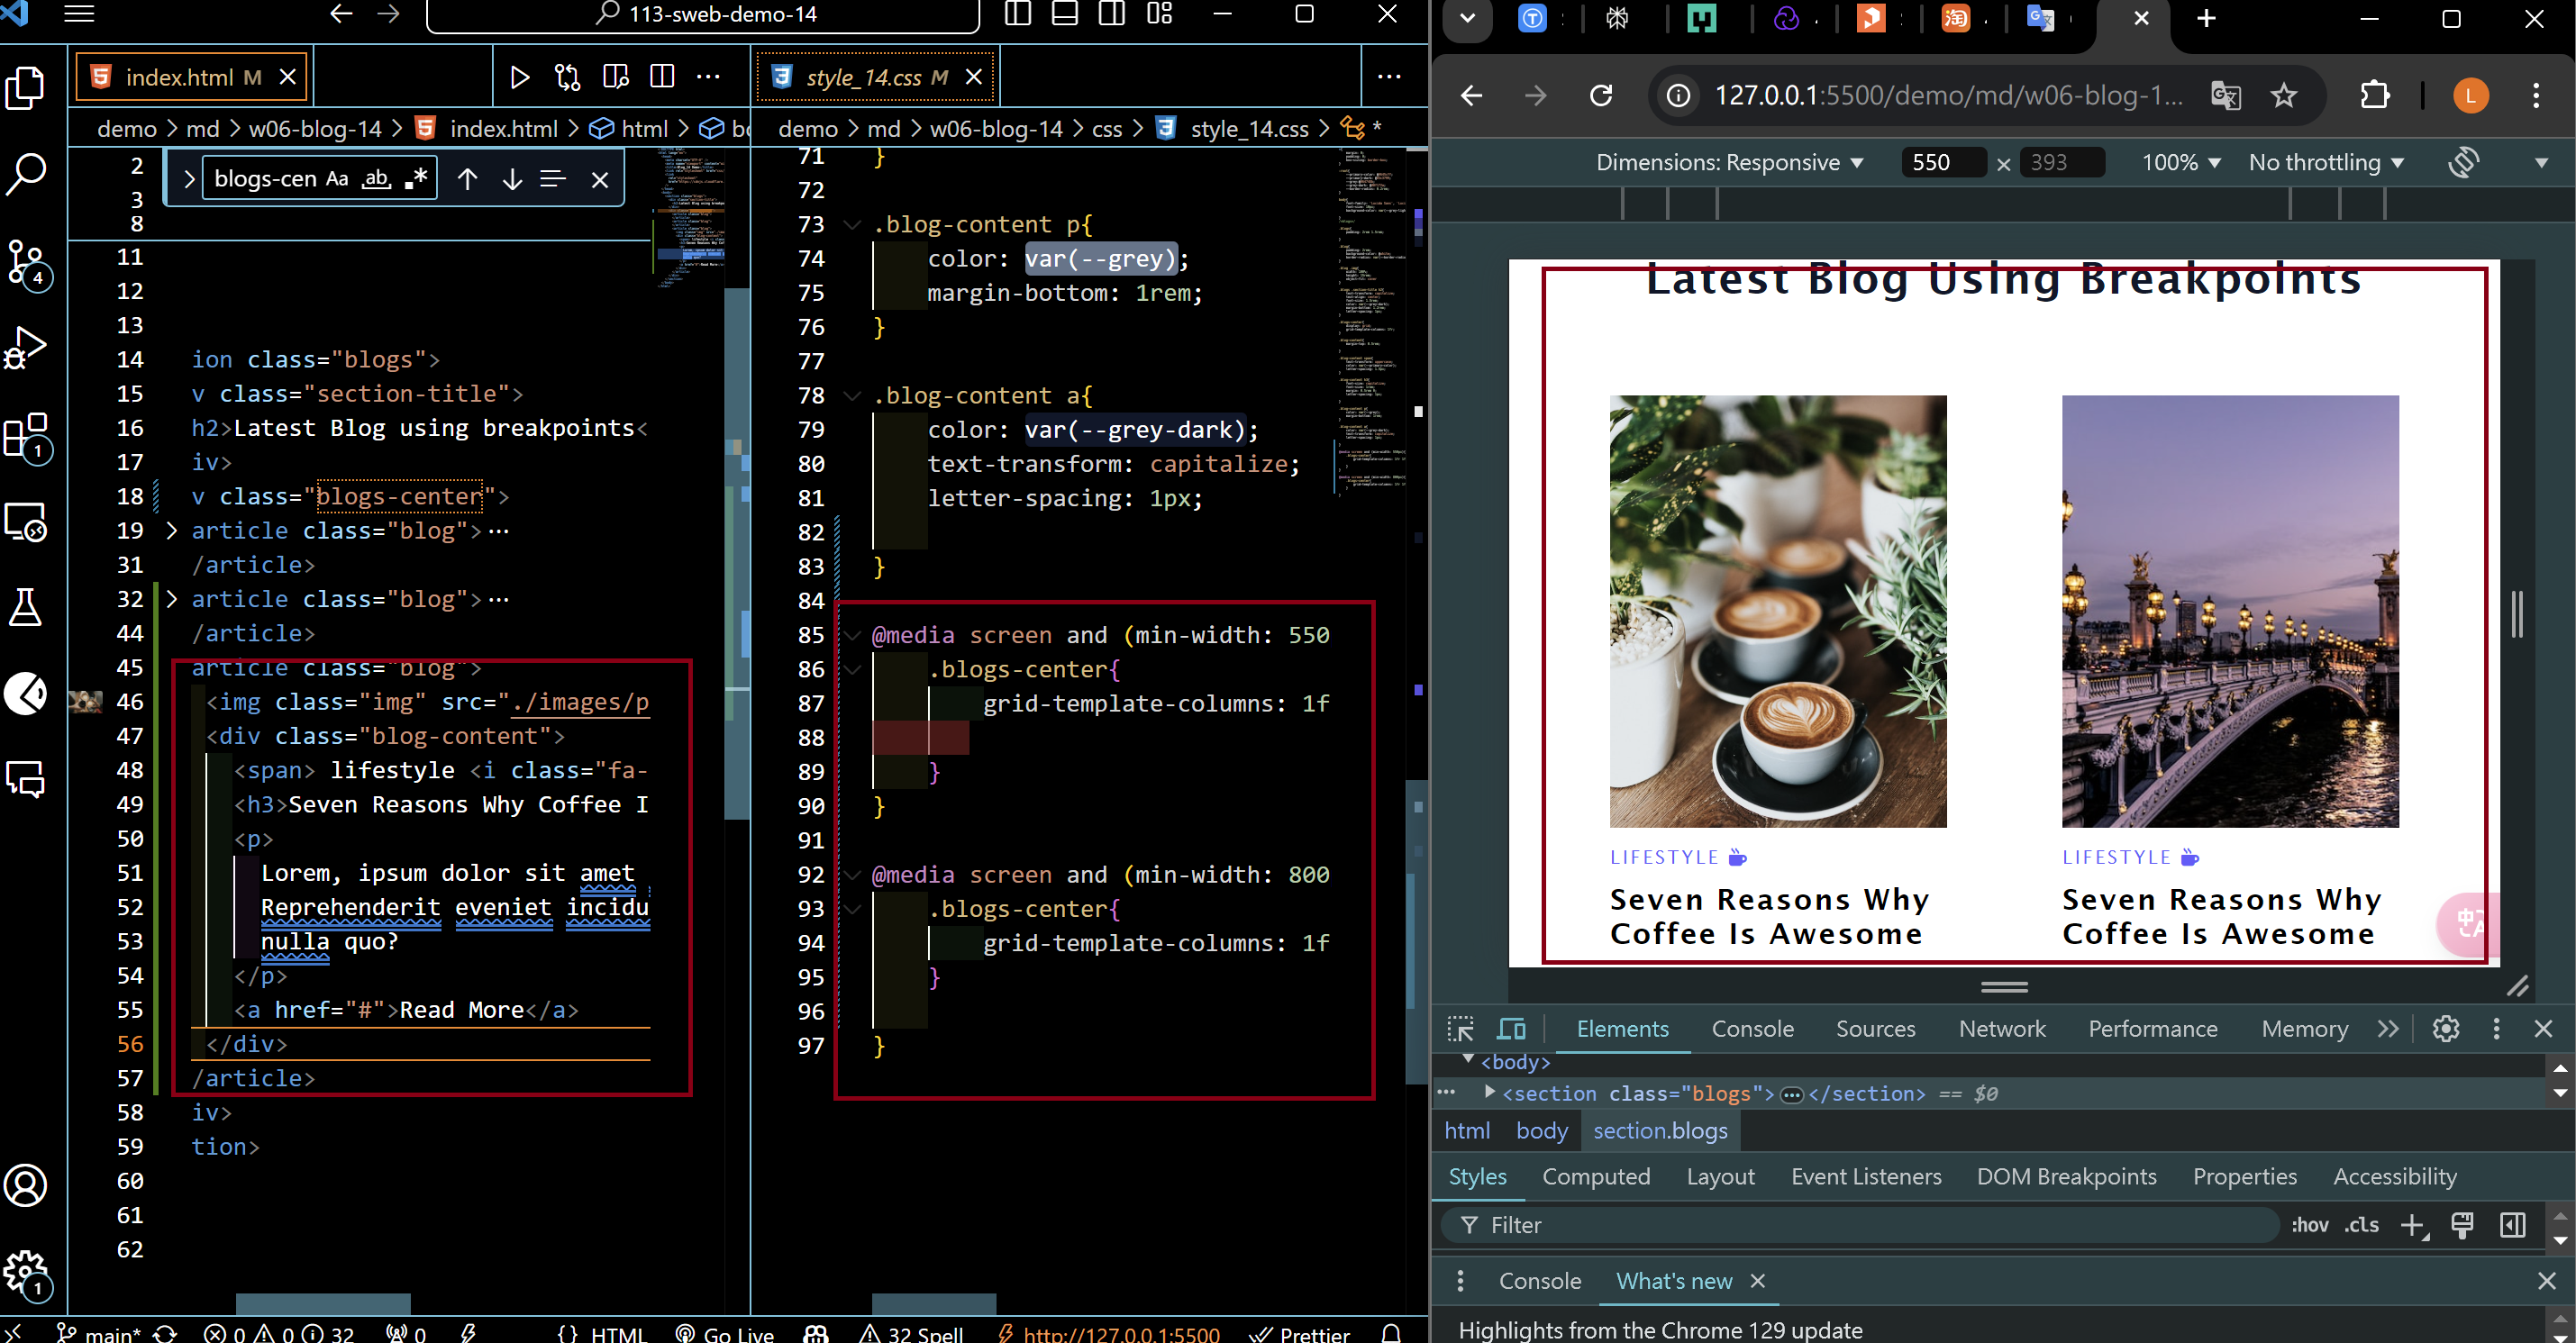 113-sweb-demo-14
index.html M
style_14.css M
demo > md > w06-blog-14 > index.html > html >
demo > md > w06-blog-14 > css > style_14.css > *
blogs-cen Aa ab .*
2
3
8
11
12
13
14 ion class="blogs">
15 v class="section-title">
16 h2>Latest Blog using breakpoints<
17 iv>
18 v class="blogs-center">
19 article class="blog">…
31 /article>
32 article class="blog">…
44 /article>
45 article class="blog">
46 <img class="img" src="./images/p
47 <div class="blog-content">
48 <span> lifestyle <i class="fa-
49 <h3>Seven Reasons Why Coffee I
50 <p>
51 Lorem, ipsum dolor sit amet
52 Reprehenderit eveniet incidu
53 nulla quo?
54 </p>
55 <a href="#">Read More</a>
56 </div>
57 /article>
58 iv>
59 tion>
60
61
62
71 }
72
73 .blog-content p{
74 color: var(--grey);
75 margin-bottom: 1rem;
76 }
77
78 .blog-content a{
79 color: var(--grey-dark);
80 text-transform: capitalize;
81 letter-spacing: 1px;
82
83 }
84
85 @media screen and (min-width: 550
86 .blogs-center{
87 grid-template-columns: 1f
88
89 }
90 }
91
92 @media screen and (min-width: 800
93 .blogs-center{
94 grid-template-columns: 1f
95 }
96
97 }
4
1
1
main* 0 0 32 0 {} HTML Go Live 32 Spell http://127.0.0.1:5500 Prettier
L
127.0.0.1:5500/demo/md/w06-blog-1...
Dimensions: Responsive 550 × 393 100% No throttling
Latest Blog Using Breakpoints
LIFESTYLE
Seven Reasons Why
Coffee Is Awesome
LIFESTYLE
Seven Reasons Why
Coffee Is Awesome
Elements Console Sources Network Performance Memory
<body>
<section class="blogs">…</section> == $0
html body section.blogs
Styles Computed Layout Event Listeners DOM Breakpoints Properties Accessibility
Filter :hov .cls
Console What's new
Highlights from the Chrome 129 update